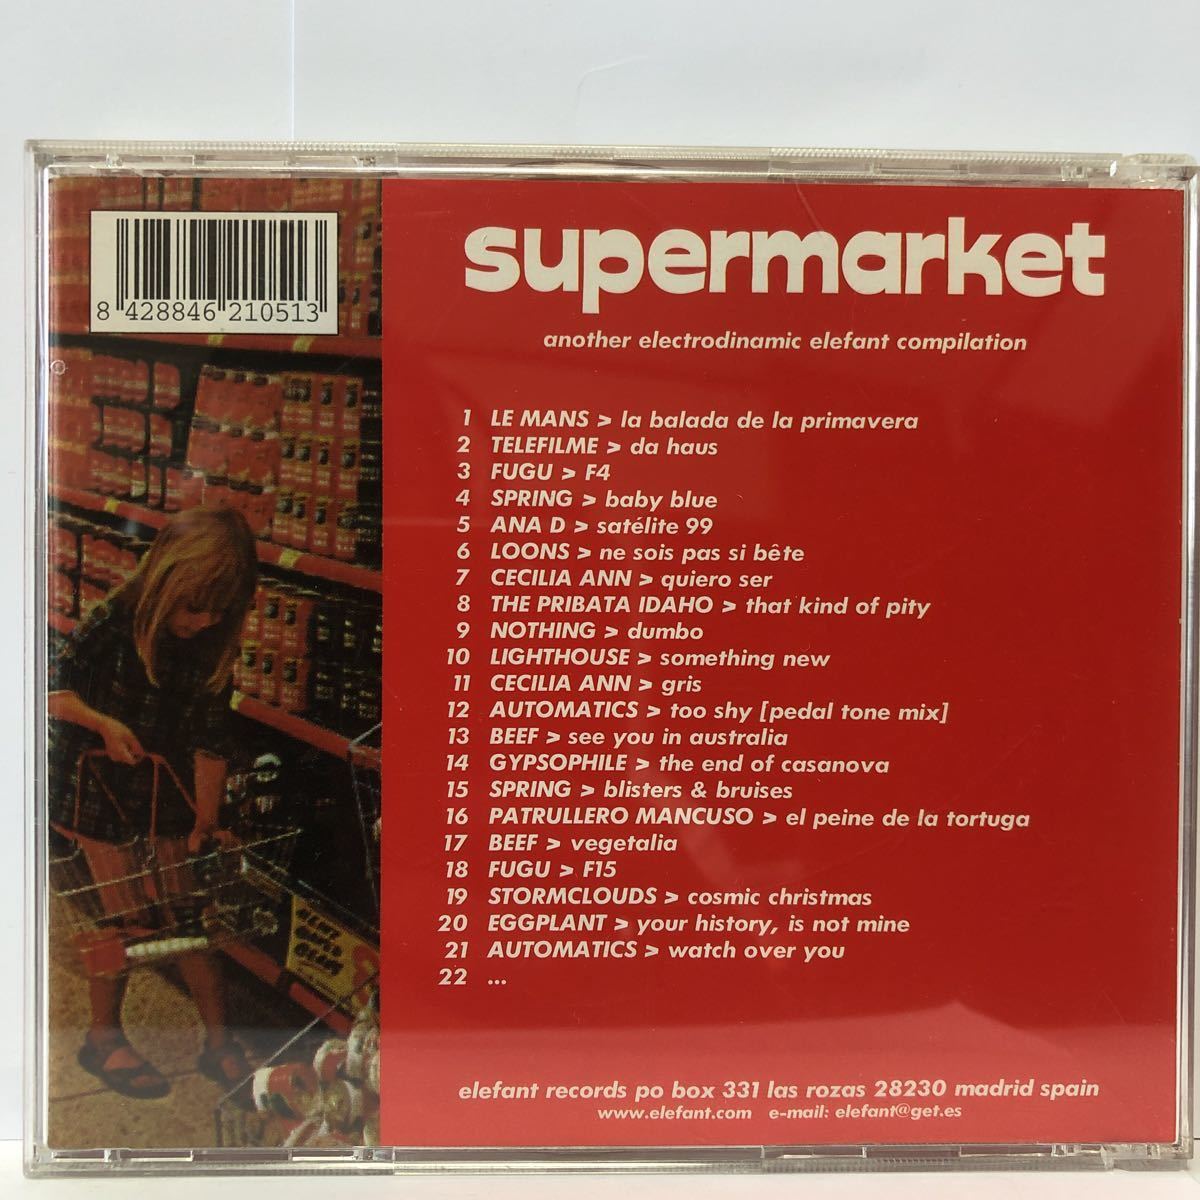 8 428846 210513
supermarket
another electrodinamic elefant compilation
1 LE MANS > la balada de la primavera
2 TELEFILME > da haus
3 FUGU > F4
4 SPRING > baby blue
5 ANA D > satélite 99
6 LOONS > ne sois pas si bête
7 CECILIA ANN > quiero ser
8 THE PRIBATA IDAHO > that kind of pity
9 NOTHING > dumbo
10 LIGHTHOUSE > something new
11 CECILIA ANN > gris
12 AUTOMATICS > too shy [pedal tone mix]
13 BEEF > see you in australia
14 GYPSOPHILE > the end of casanova
15 SPRING > blisters & bruises
16 PATRULLERO MANCUSO > el peine de la tortuga
17 BEEF > vegetalia
18 FUGU > F15
19 STORMCLOUDS > cosmic christmas
20 EGGPLANT > your history, is not mine
21 AUTOMATICS > watch over you
22 ...
elefant records po box 331 las rozas 28230 madrid spain
www.elefant.com e-mail: elefant@get.es